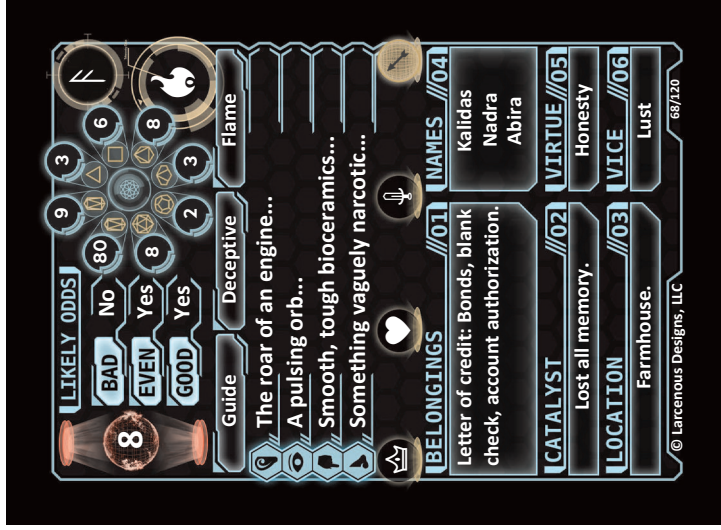 LIKELY ODDS
8
BAD No
EVEN Yes
GOOD Yes
9
3
6
8
3
2
8
80
Guide
Deceptive
Flame
The roar of an engine...
A pulsing orb...
Smooth, tough bioceramics...
Something vaguely narcotic...
BELONGINGS //01
Letter of credit: Bonds, blank
check, account authorization.
NAMES //04
Kalidas
Nadra
Abira
CATALYST //02
Lost all memory.
VIRTUE //05
Honesty
LOCATION //03
Farmhouse.
VICE //06
Lust
© Larcenous Designs, LLC
68/120